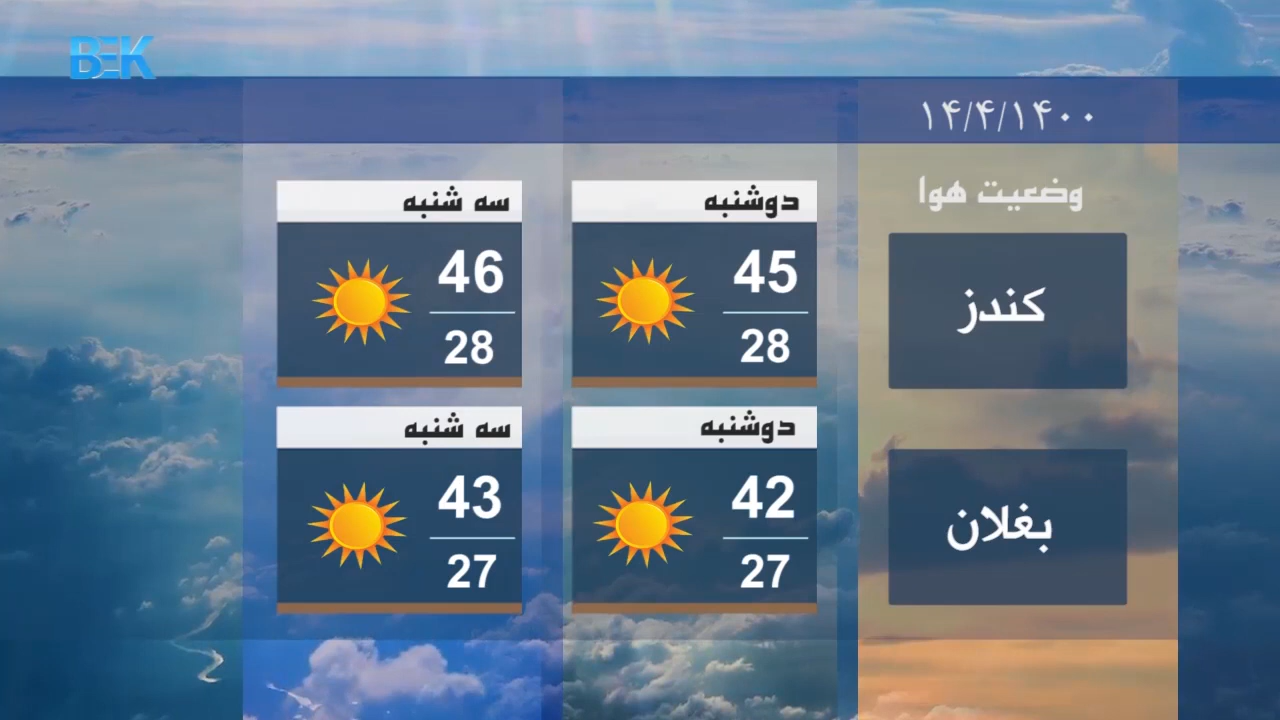 BEK
۱۴/۴/۱۴۰۰
وضعیت هوا
کندز
دوشنبه
45
28
سه شنبه
46
28
بغلان
دوشنبه
42
27
سه شنبه
43
27